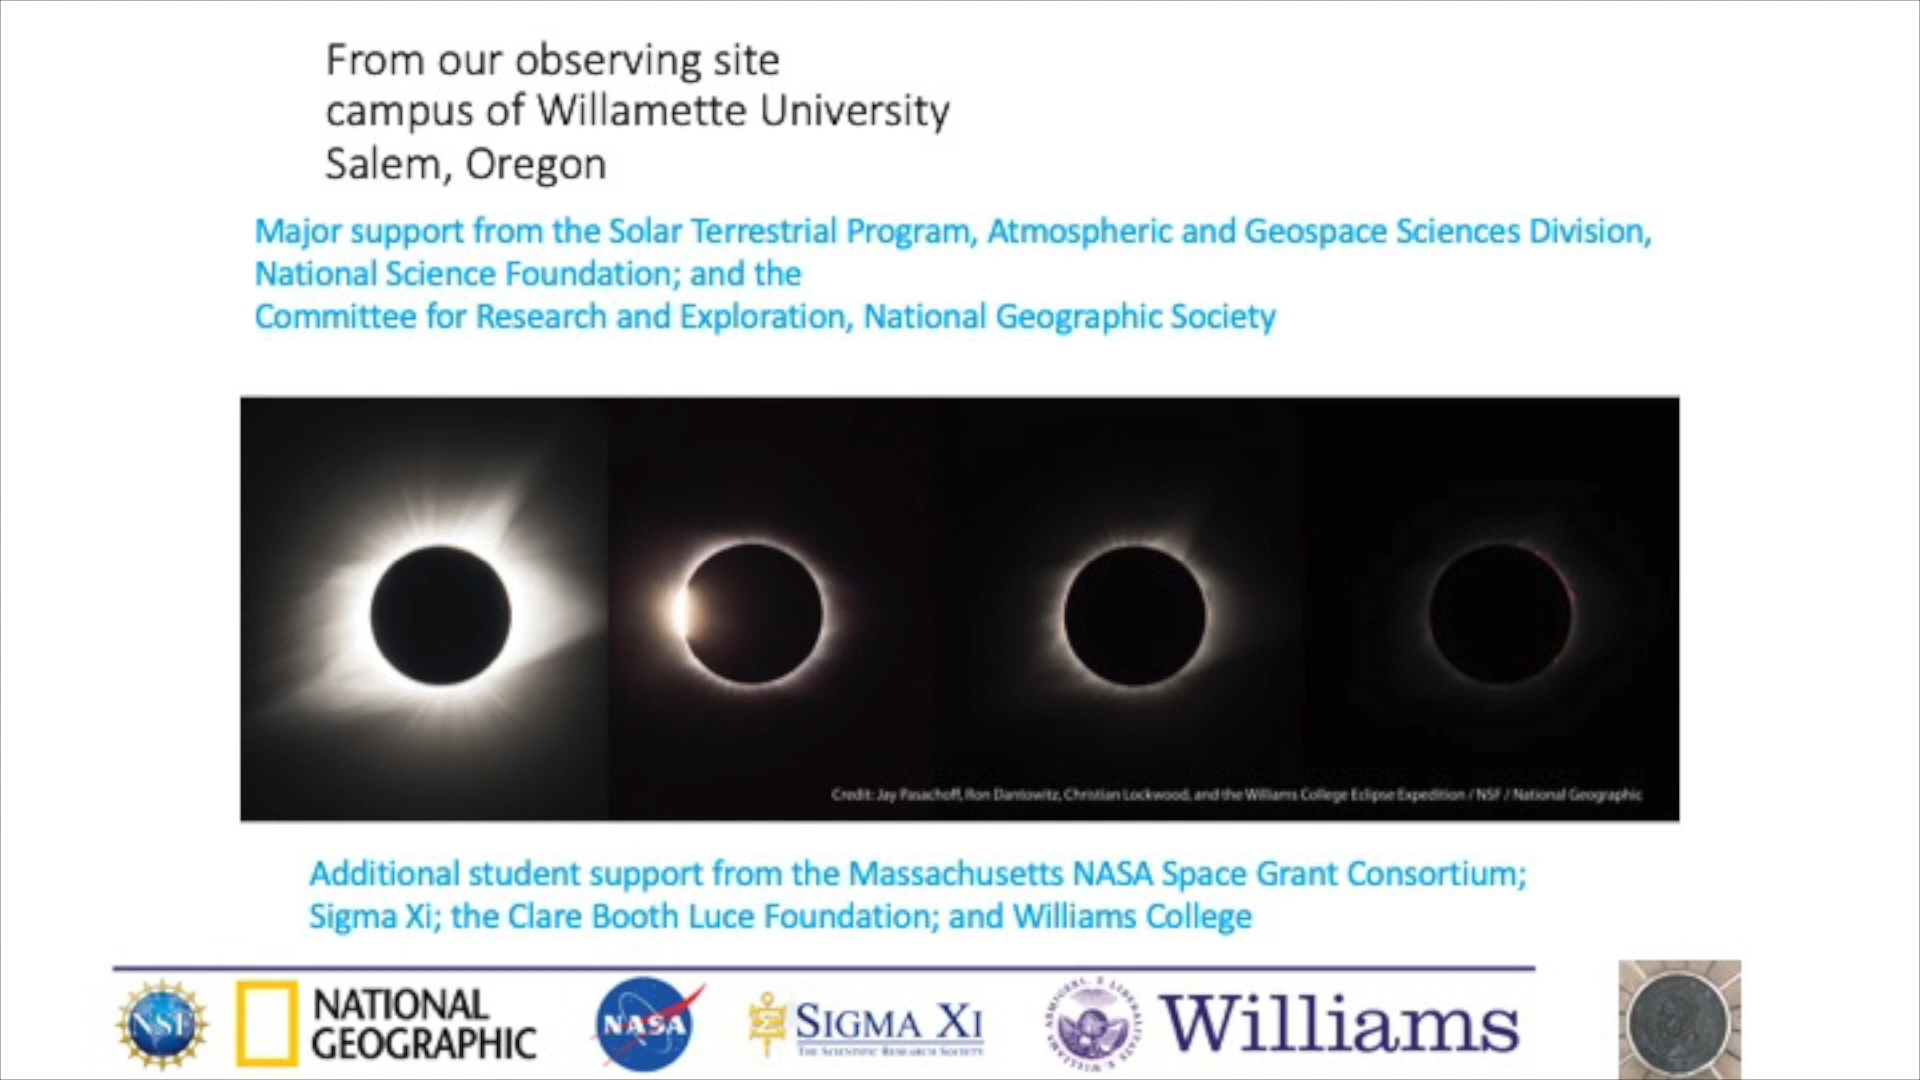 From our observing site
campus of Willamette University
Salem, Oregon
Major support from the Solar Terrestrial Program, Atmospheric and Geospace Sciences Division,
National Science Foundation; and the
Committee for Research and Exploration, National Geographic Society
Credit: Jay Pasachoff, Ron Dantowitz, Christian Lockwood, and the Williams College Eclipse Expedition / NSF / National Geographic
Additional student support from the Massachusetts NASA Space Grant Consortium;
Sigma Xi; the Clare Booth Luce Foundation; and Williams College
NSF
NATIONAL
GEOGRAPHIC
NASA
SIGMA XI
THE SCIENTIFIC RESEARCH SOCIETY
Williams